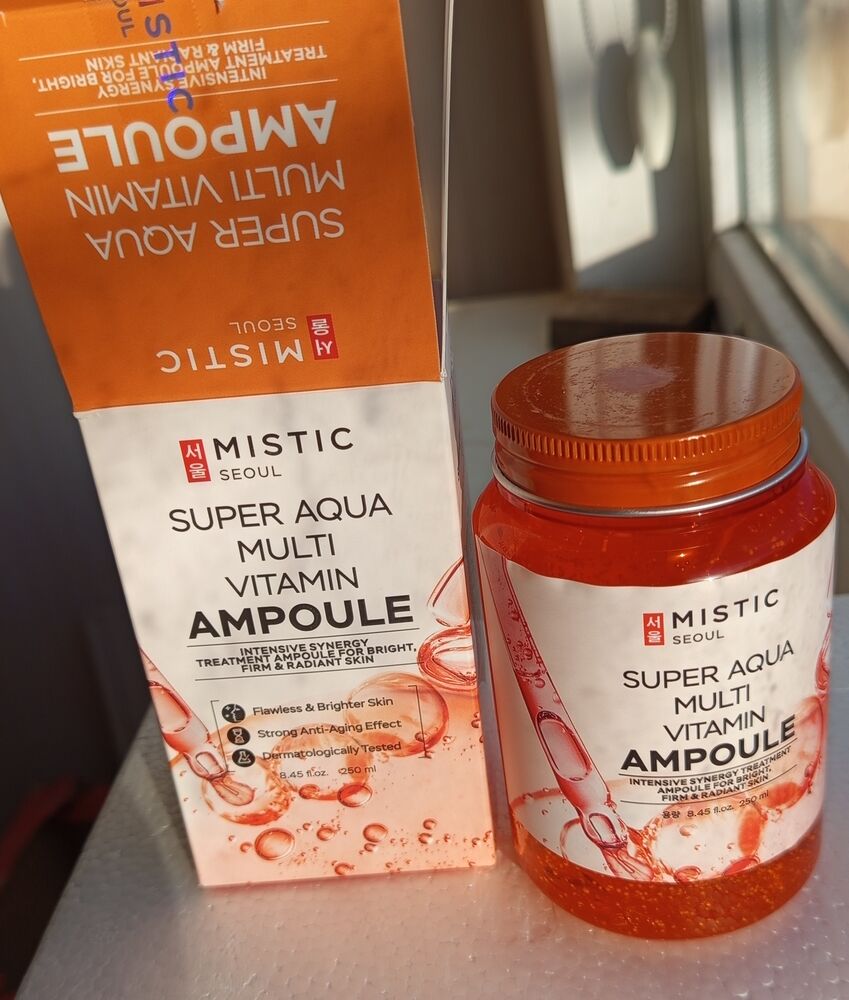 MISTIC
SEOUL
INTENSIVE SYNERGY
TREATMENT AMPOULE FOR BRIGHT,
FIRM & RADIANT SKIN
AMPOULE
MULTI VITAMIN
SUPER AQUA
서울 MISTIC
SEOUL
서울 MISTIC
SEOUL
SUPER AQUA
MULTI
VITAMIN
AMPOULE
INTENSIVE SYNERGY
TREATMENT AMPOULE FOR BRIGHT,
FIRM & RADIANT SKIN
Flawless & Brighter Skin
Strong Anti-Aging Effect
Dermatologically Tested
8.45 fl.oz. 250 ml
서울 MISTIC
SEOUL
SUPER AQUA
MULTI
VITAMIN
AMPOULE
INTENSIVE SYNERGY TREATMENT
AMPOULE FOR BRIGHT,
FIRM & RADIANT SKIN
용량 8.45 fl.oz. 250 ml